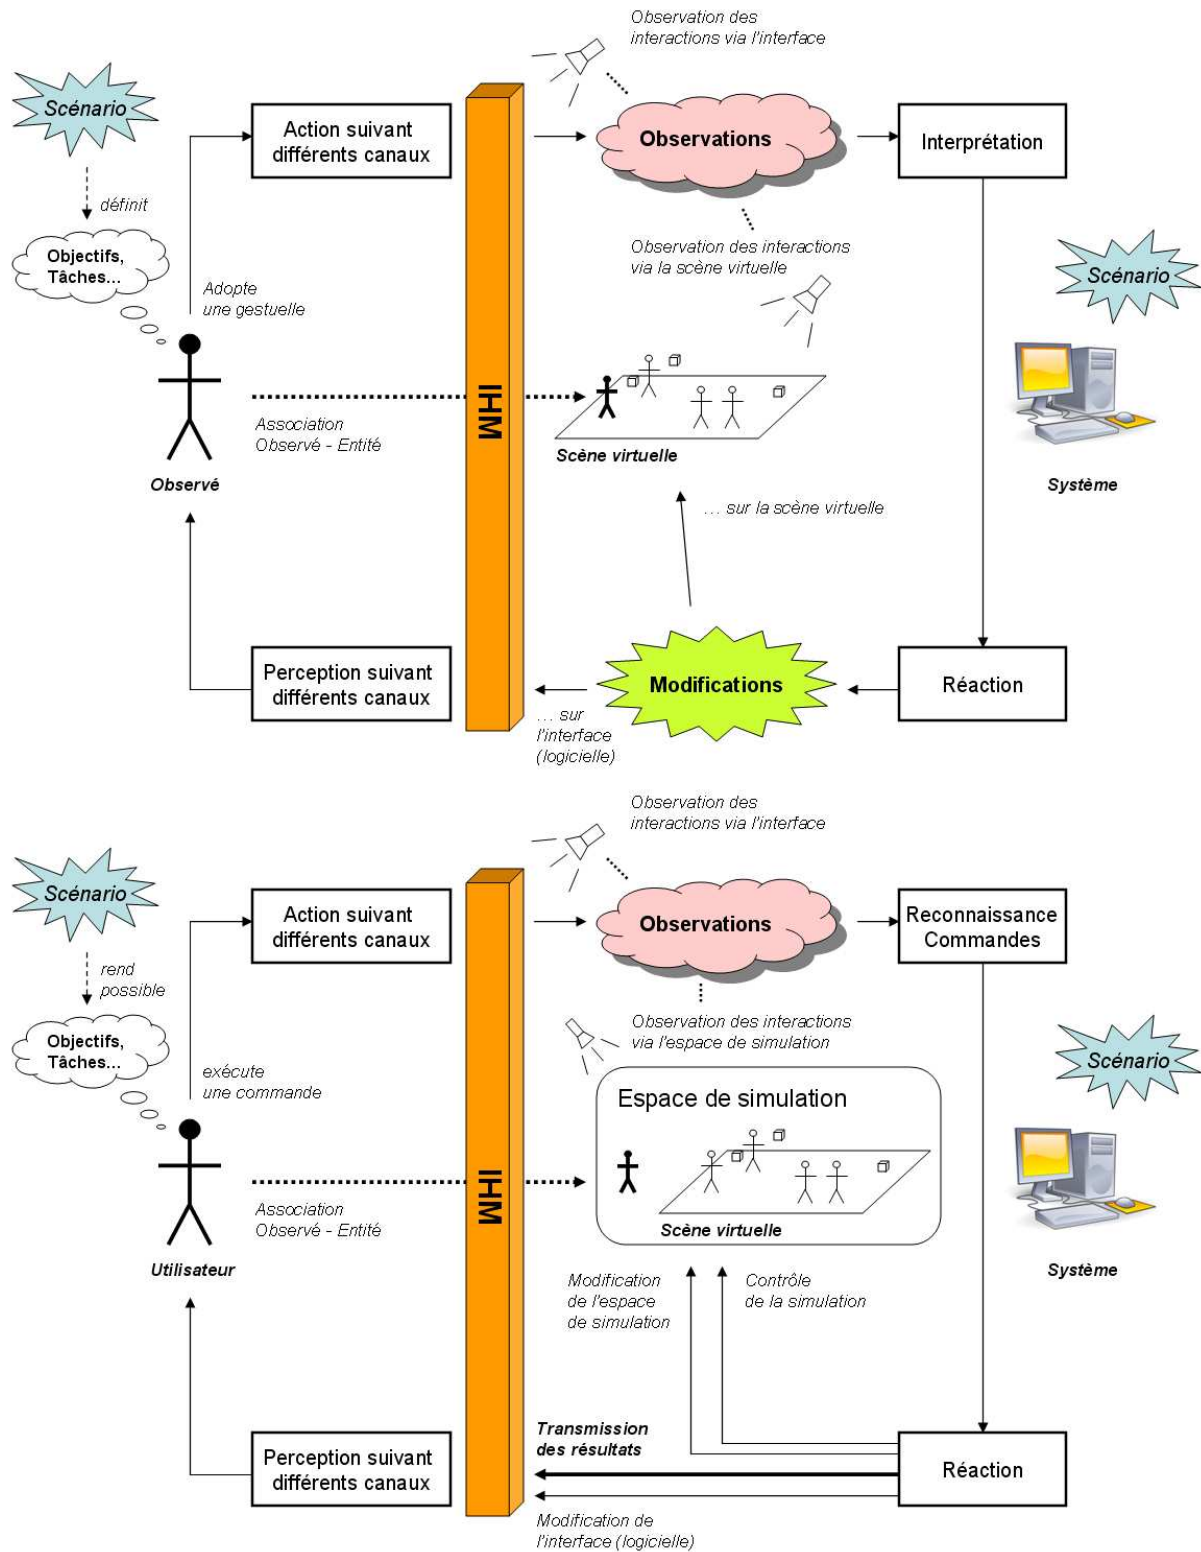 Observation des
interactions via l'interface
Scénario
Action suivant
différents canaux
Observations
Interprétation
définit
Objectifs,
Tâches...
Adopte
une gestuelle
Observation des interactions
via la scène virtuelle
Scénario
IHM
Association
Observé - Entité
Scène virtuelle
Observé
Système
... sur la scène virtuelle
Perception suivant
différents canaux
Modifications
Réaction
... sur
l'interface
(logicielle)
Observation des
interactions via l'interface
Scénario
Action suivant
différents canaux
Observations
Reconnaissance
Commandes
rend
possible
Objectifs,
Tâches...
exécute
une commande
Observation des interactions
via l'espace de simulation
Scénario
Espace de simulation
IHM
Association
Observé - Entité
Scène virtuelle
Utilisateur
Système
Modification
de l'espace
de simulation
Contrôle
de la simulation
Transmission
des résultats
Perception suivant
différents canaux
Réaction
Modification de
l'interface (logicielle)